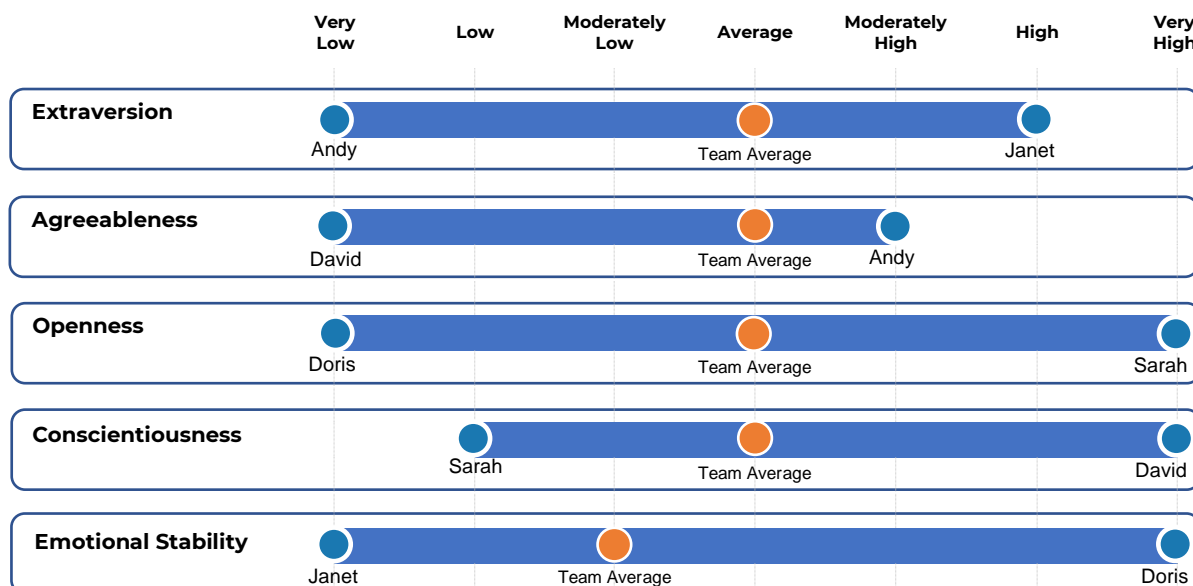 Very Low
Low
Moderately Low
Average
Moderately High
High
Very High
Extraversion
Andy
Team Average
Janet
Agreeableness
David
Team Average
Andy
Openness
Doris
Team Average
Sarah
Conscientiousness
Sarah
Team Average
David
Emotional Stability
Janet
Team Average
Doris